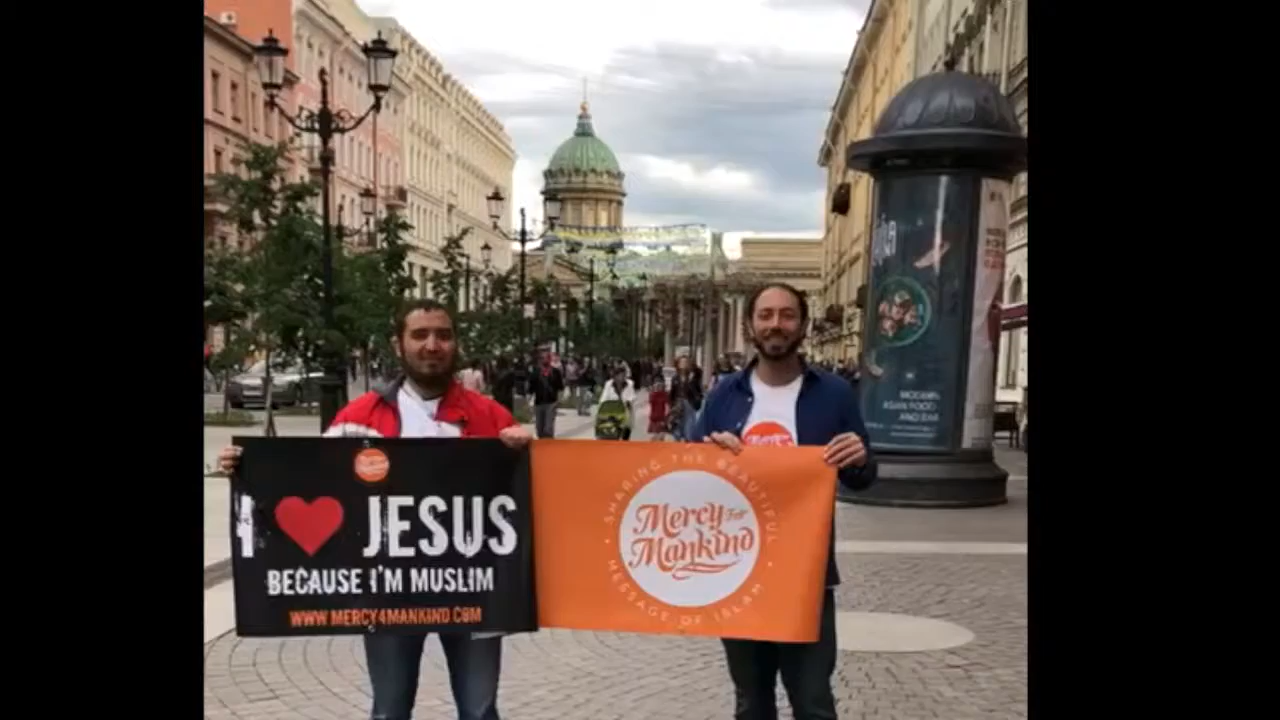 I ❤ JESUS
BECAUSE I'M MUSLIM
WWW.MERCY4MANKIND.COM
SHARING THE BEAUTIFUL
Mercy For
Mankind
MESSAGE OF ISLAM
MODERN
ASIAN FOOD
AND BAR